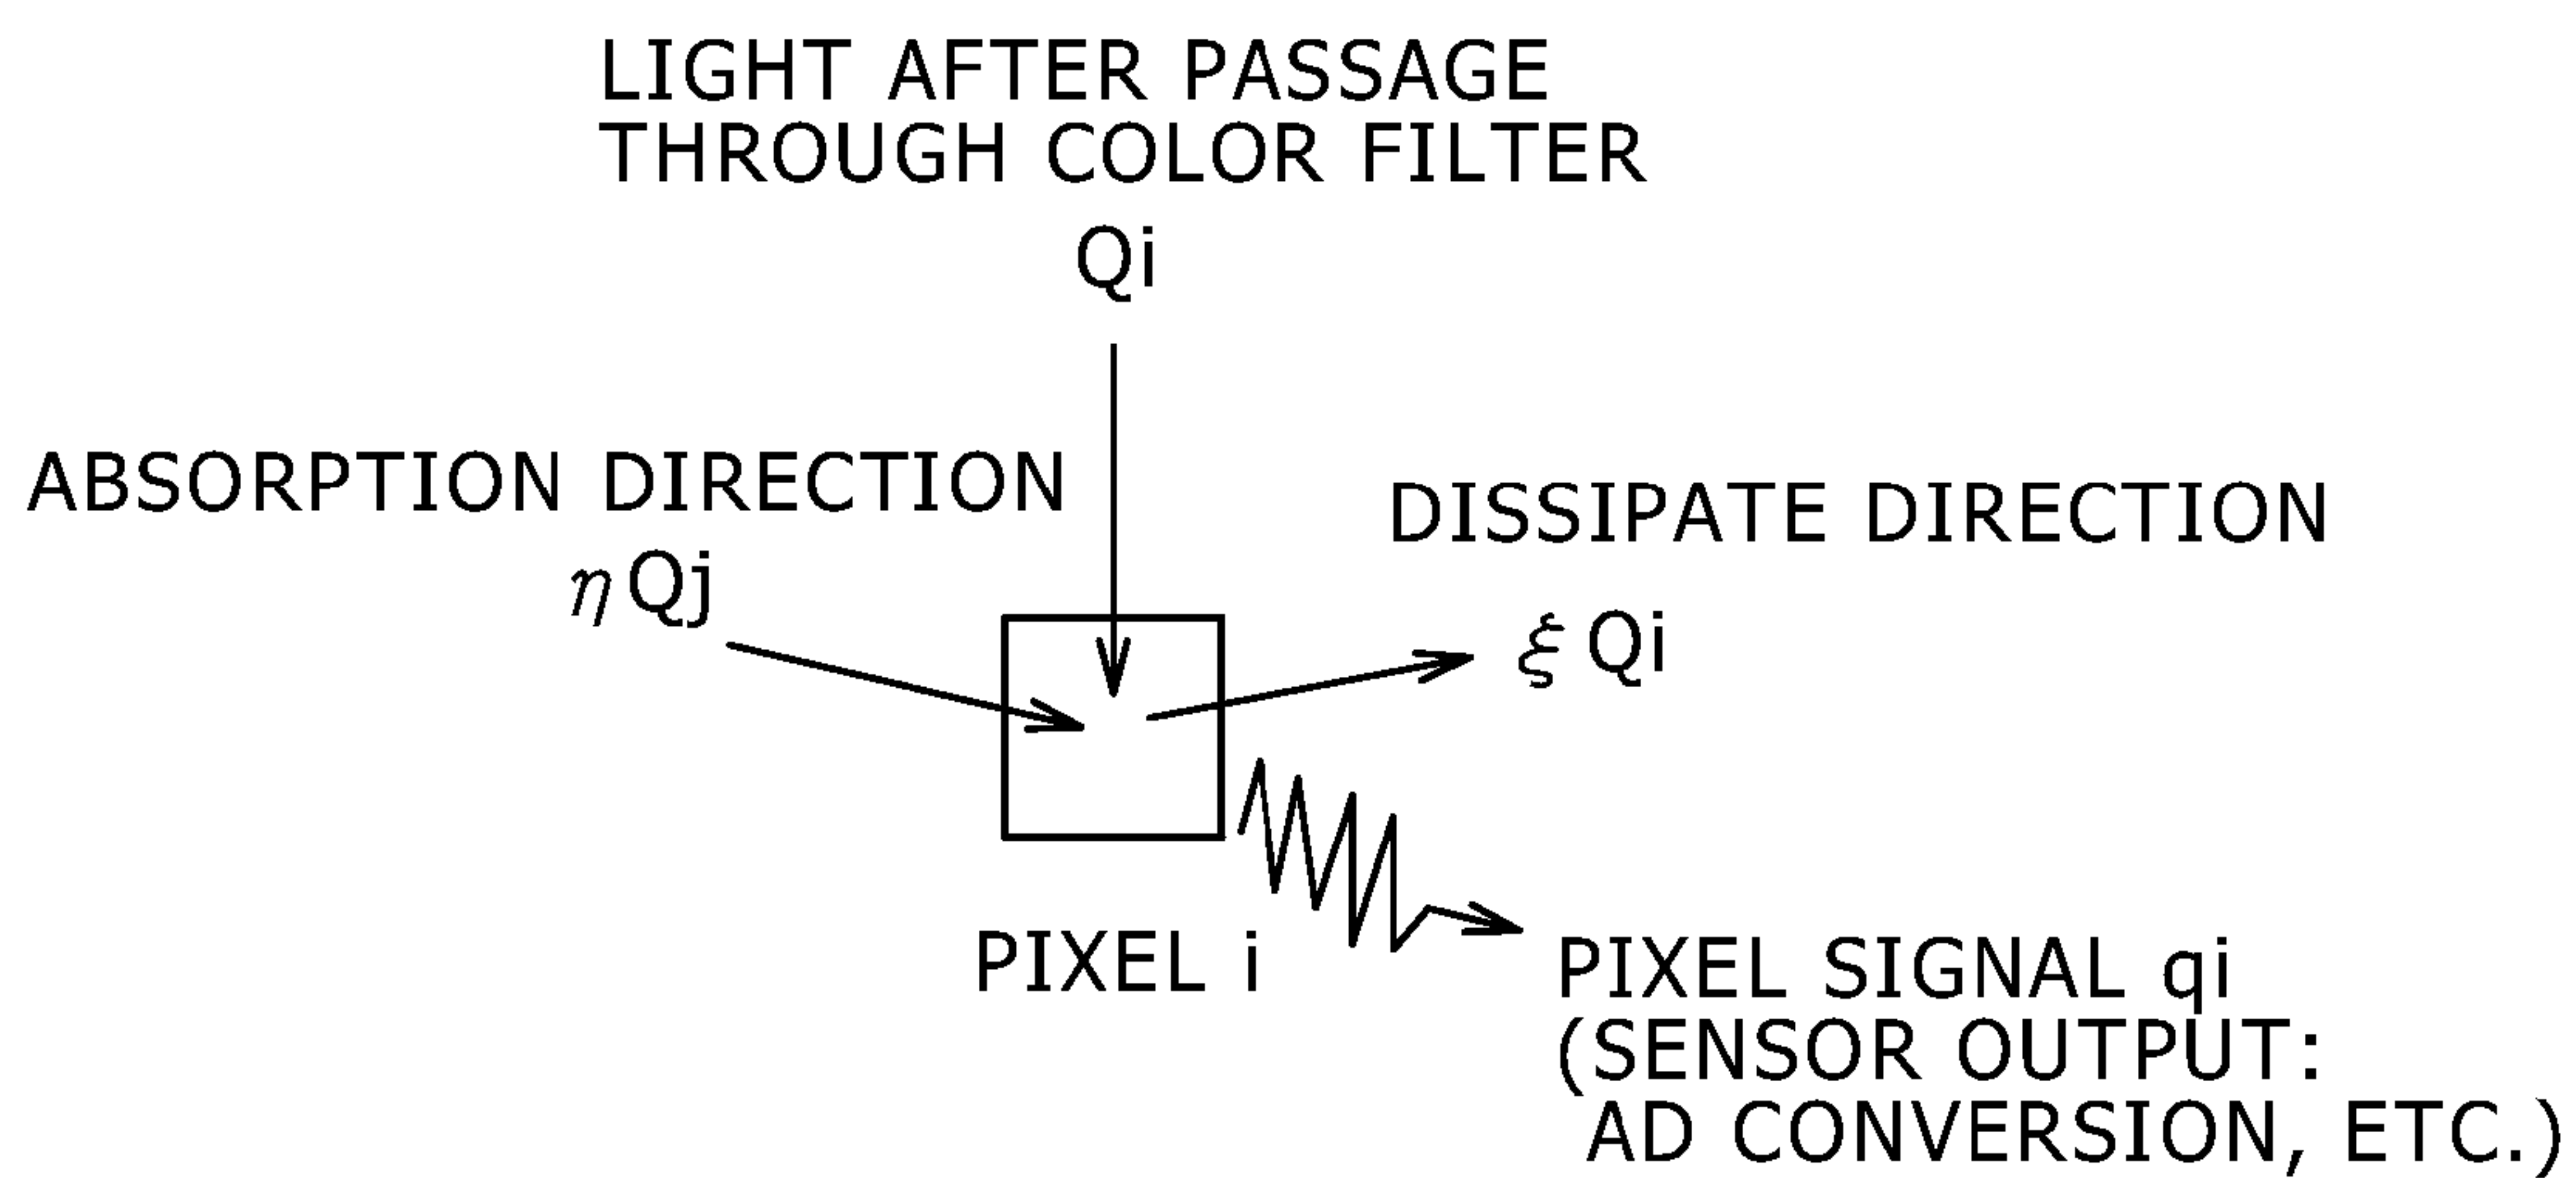 LIGHT AFTER PASSAGE
THROUGH COLOR FILTER
Qi
ABSORPTION DIRECTION
ηQj
DISSIPATE DIRECTION
ξQi
PIXEL i
PIXEL SIGNAL qi
(SENSOR OUTPUT:
AD CONVERSION, ETC.)